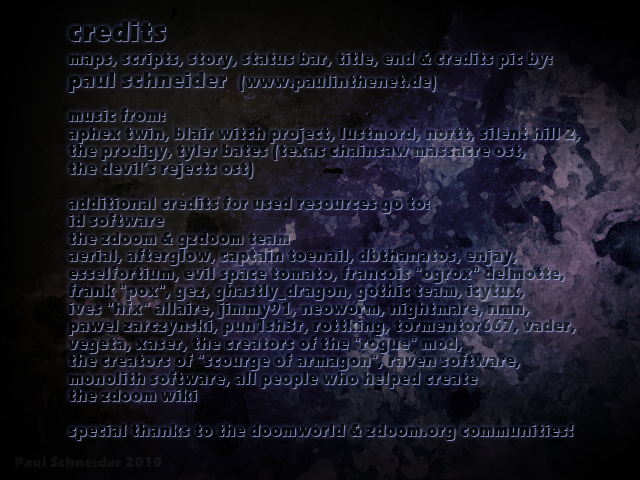 credits
maps, scripts, story, status bar, title, end & credits pic by:
paul schneider (www.paulinthenet.de)
music from:
aphex twin, blair witch project, lustmord, nortt, silent hill 2,
the prodigy, tyler bates (texas chainsaw massacre ost,
the devil's rejects ost)
additional credits for used resources go to:
id software
the zdoom & gzdoom team
aerial, afterglow, captain toenail, dbthanatos, enjay,
esselfortium, evil space tomato, francois "ogro_x" delmotte,
frank "pox", gez, ghastly_dragon, gothic team, icytux,
ives "hfx" allaire, jimmy91, neoworm, nightmare, nmn,
pawel zarczynski, pun1sh3r, rottking, tormentor667, vader,
vegeta, xaser, the creators of the "rogue" mod,
the creators of "scourge of armagon", raven software,
monolith software, all people who helped create
the zdoom wiki
special thanks to the doomworld & zdoom.org communities!
Paul Schneider 2010